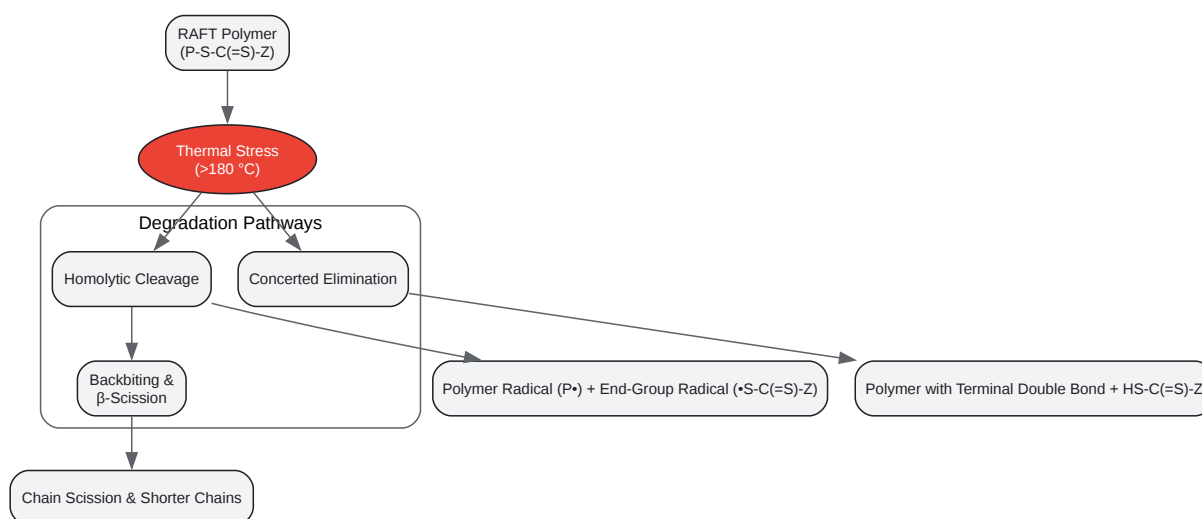 RAFT Polymer
(P-S-C(=S)-Z)
Thermal Stress
(>180 °C)
Degradation Pathways
Homolytic Cleavage
Concerted Elimination
Backbiting &
β-Scission
Polymer Radical (P•) + End-Group Radical (•S-C(=S)-Z)
Polymer with Terminal Double Bond + HS-C(=S)-Z
Chain Scission & Shorter Chains